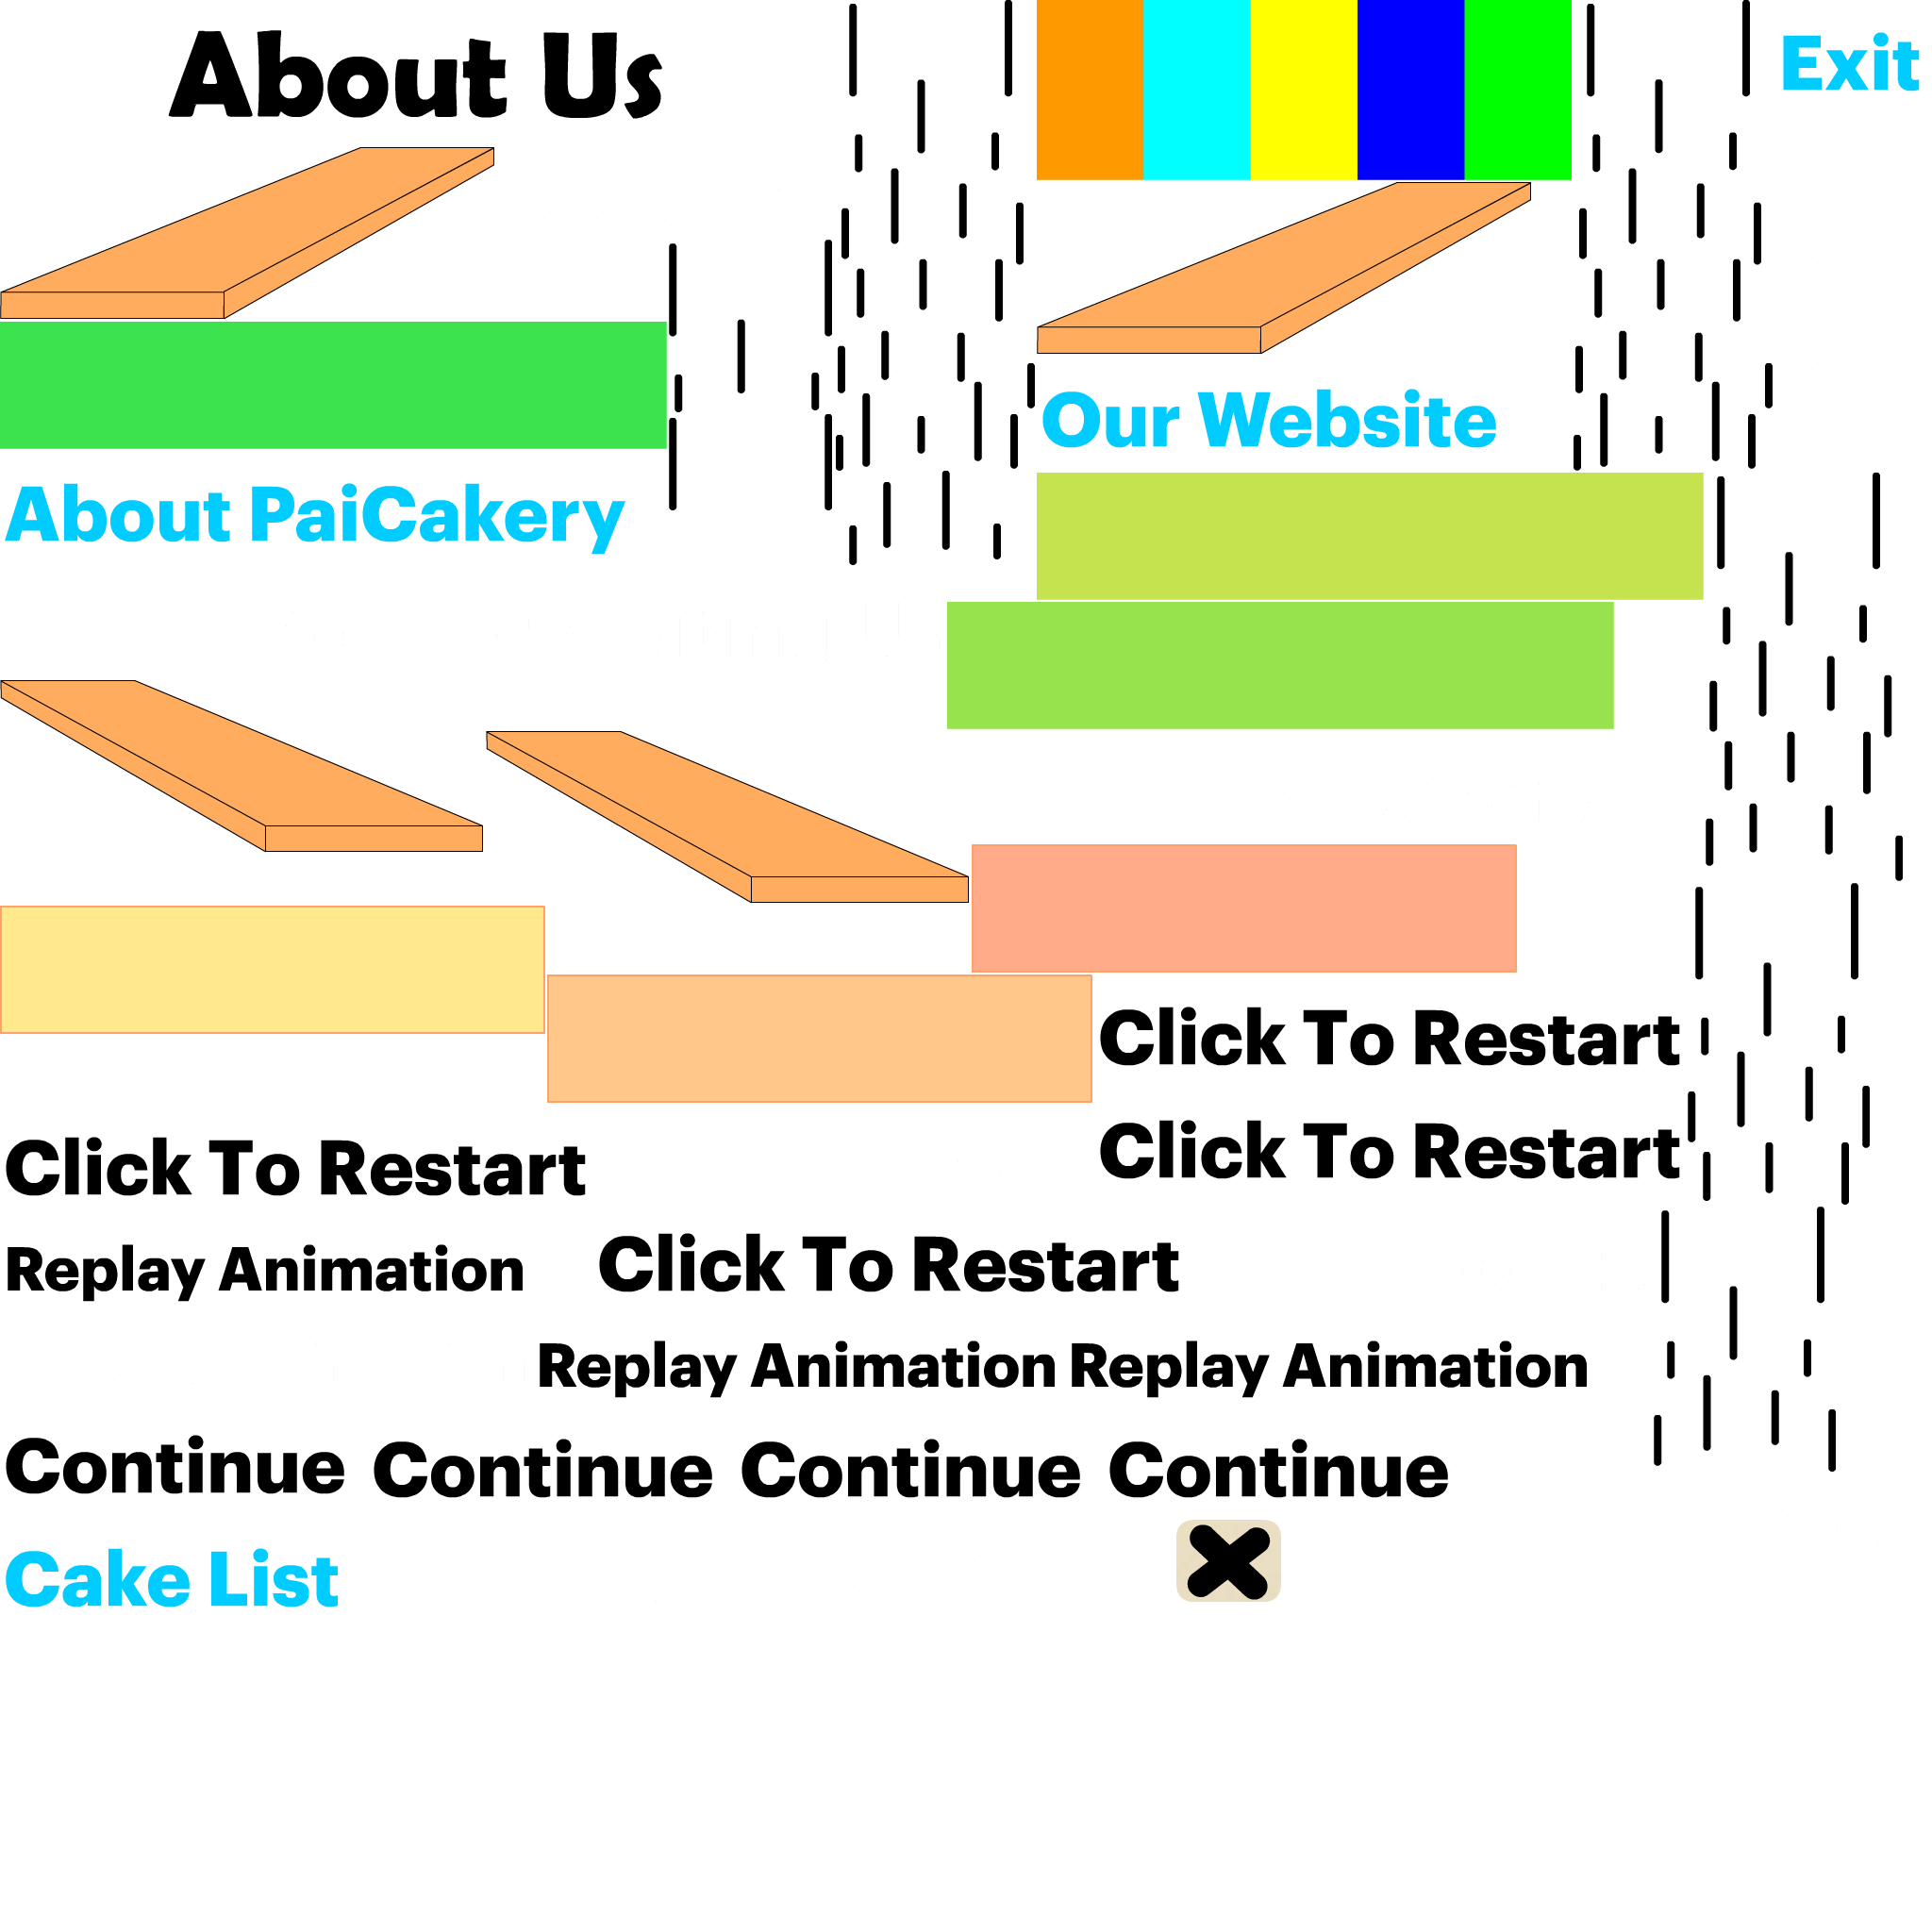 About Us
Exit
Our Website
About PaiCakery
Click To Restart
Click To Restart
Click To Restart
Replay Animation
Click To Restart
Replay Animation Replay Animation
Continue Continue Continue Continue
Cake List